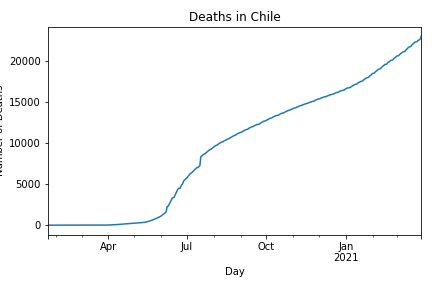 Deaths in Chile
20000
15000
10000
5000
0
Apr
Jul
Oct
Jan
2021
Day
Number of Deaths